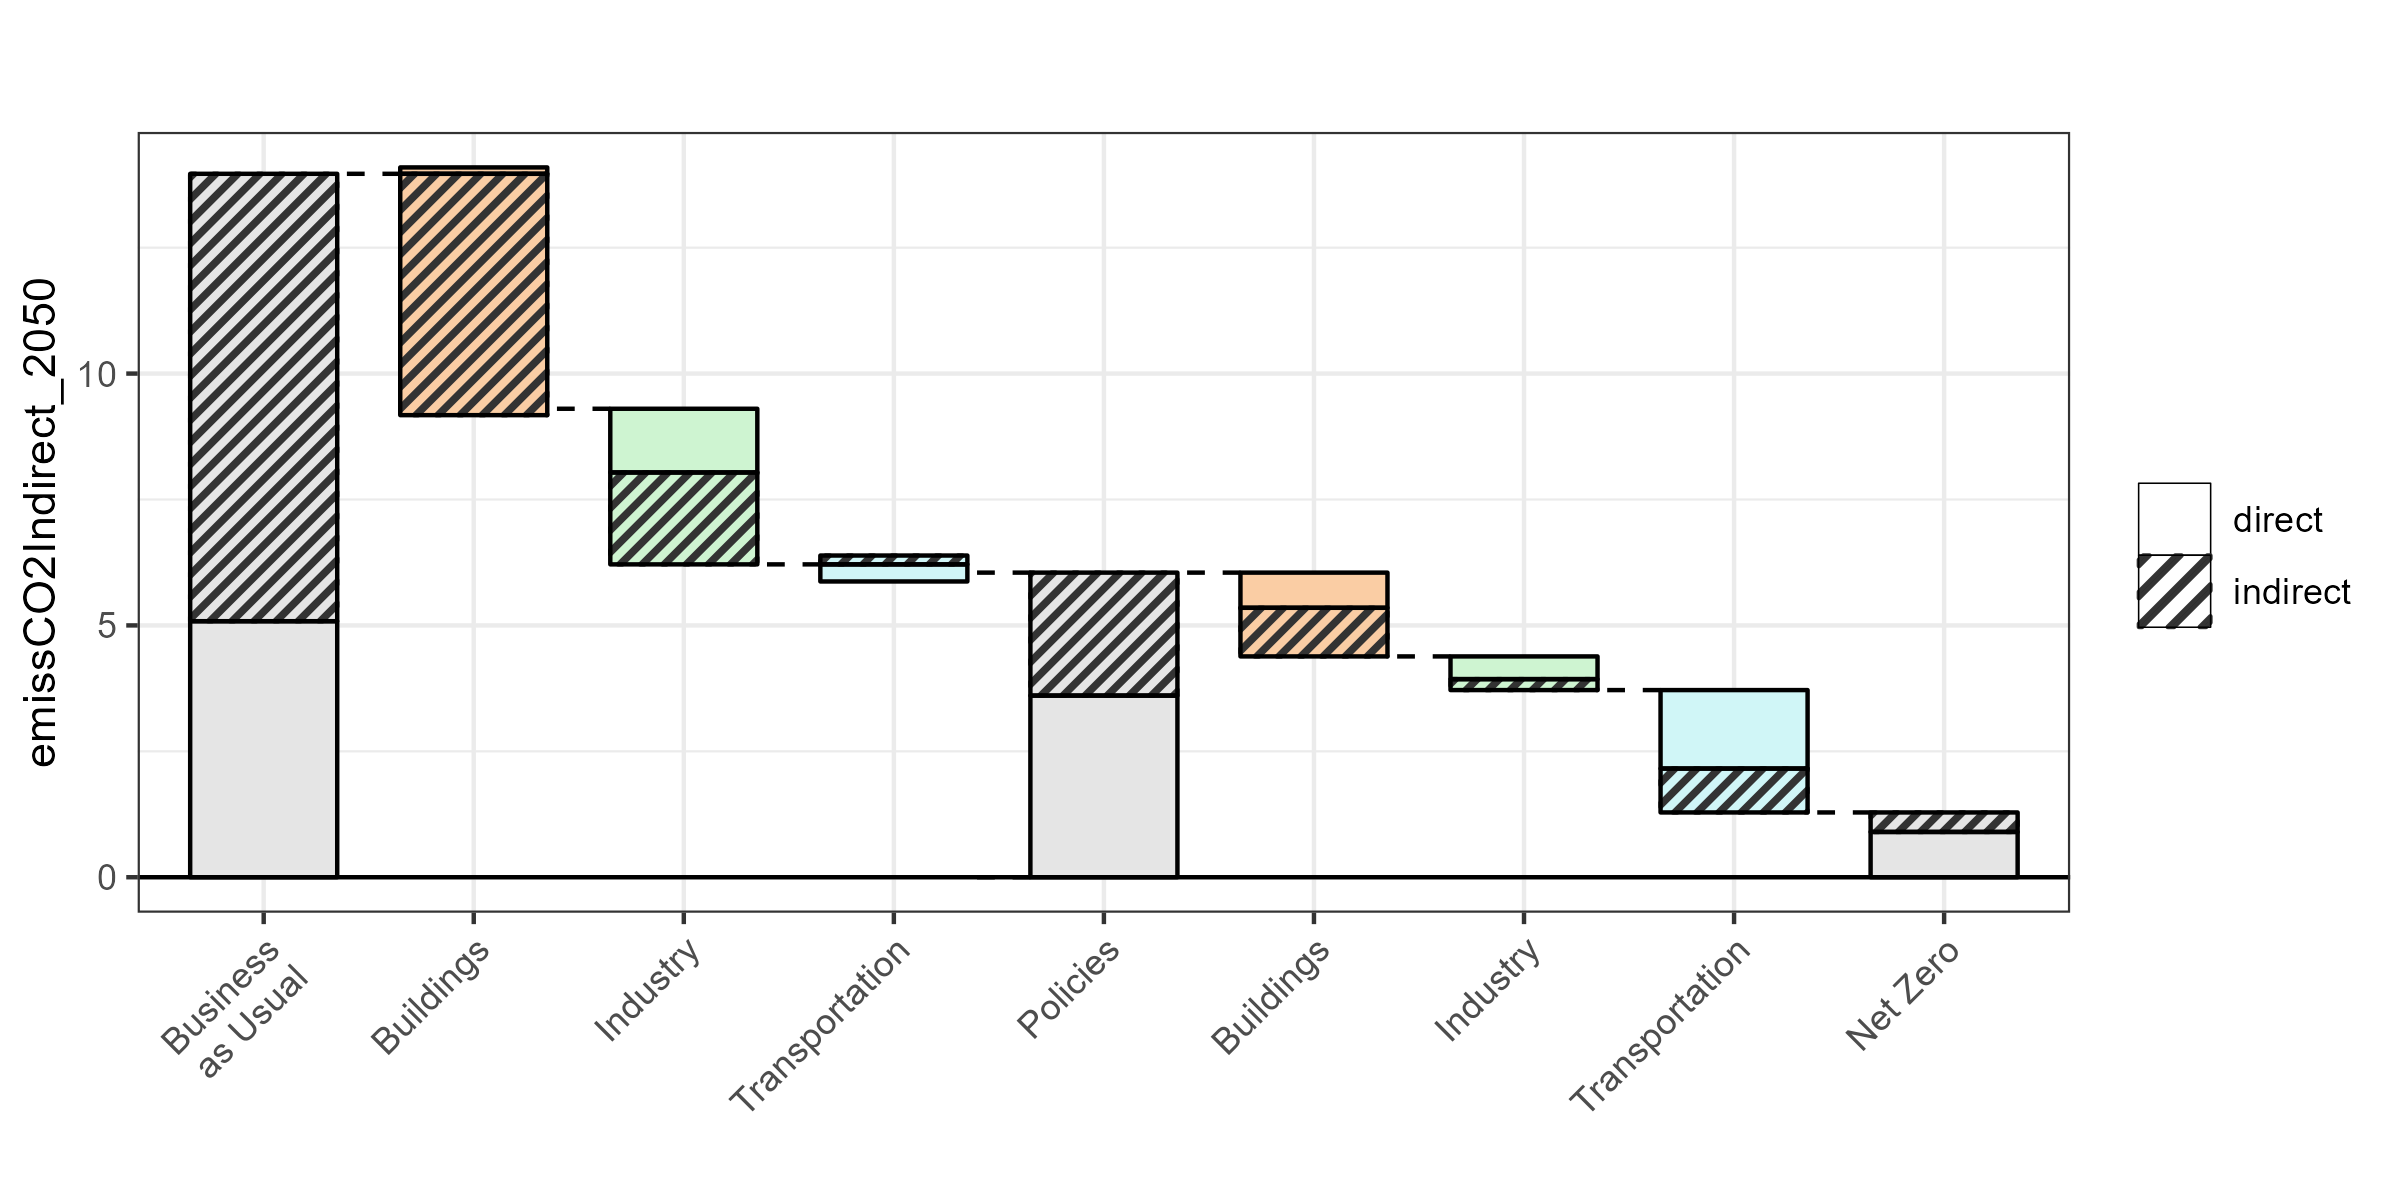 emissCO2Indirect_2050
10
5
0
Business
as Usual
Buildings
Industry
Transportation
Policies
Buildings
Industry
Transportation
Net Zero
direct
indirect